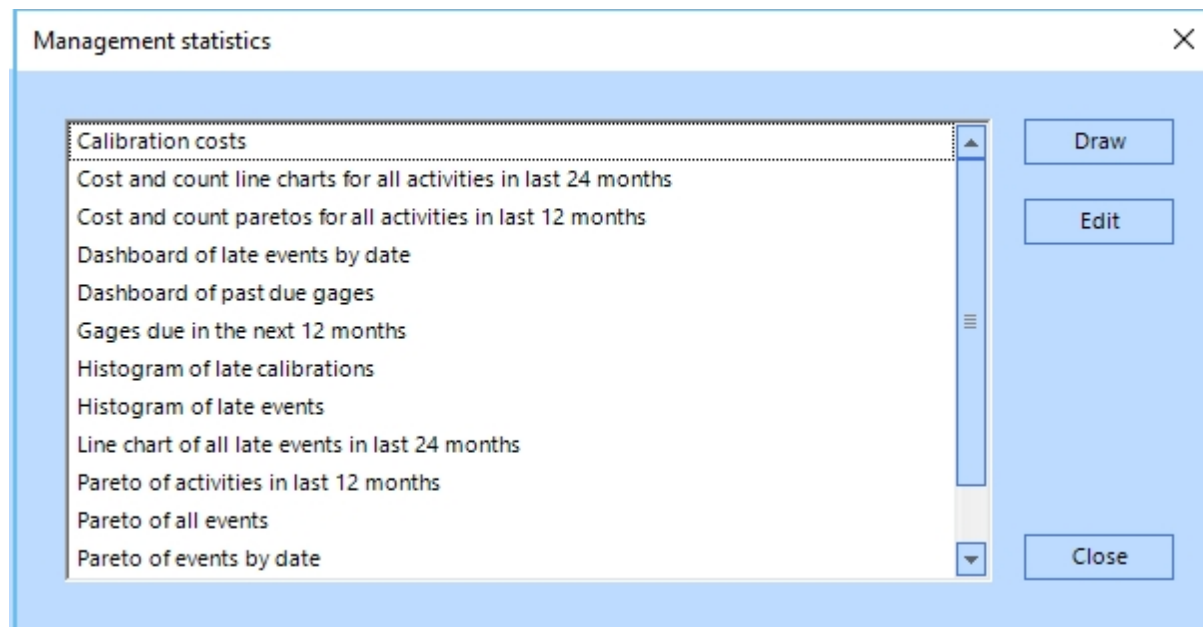 Management statistics
Calibration costs
Cost and count line charts for all activities in last 24 months
Cost and count paretos for all activities in last 12 months
Dashboard of late events by date
Dashboard of past due gages
Gages due in the next 12 months
Histogram of late calibrations
Histogram of late events
Line chart of all late events in last 24 months
Pareto of activities in last 12 months
Pareto of all events
Pareto of events by date
Draw
Edit
Close